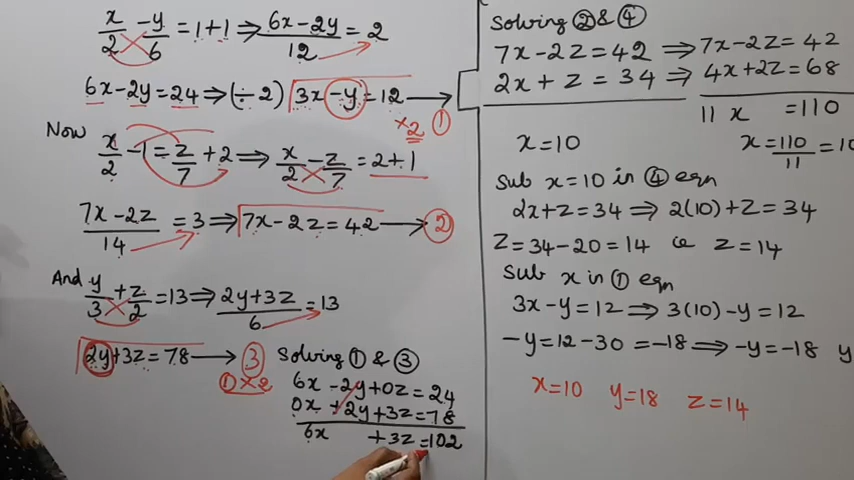 x/2 - y/6 = 1+1 ⇒ 6x-2y/12 = 2
6x-2y = 24 ⇒ (÷2) 3x-y = 12 → ①
×2
Now
x/2 - 1 = z/7 + 2 ⇒ x/2 - z/7 = 2+1
7x-2z/14 = 3 ⇒ 7x-2z = 42 → ②
And y/3 + z/2 = 13 ⇒ 2y+3z/6 = 13
2y+3z = 78 → ③
①×2
Solving ① & ③
6x - 2y + 0z = 24
0x + 2y + 3z = 78
6x + 3z = 102
Solving ② & ④
7x-2z = 42 ⇒ 7x-2z = 42
2x + z = 34 ⇒ 4x+2z = 68
11 x = 110
x = 10 x = 110/11 = 10
Sub x = 10 in ④ eqn
2x+z = 34 ⇒ 2(10)+z = 34
z = 34-20 = 14 ie z = 14
Sub x in ① eqn
3x-y = 12 ⇒ 3(10)-y = 12
-y = 12-30 = -18 ⇒ -y = -18 y
x=10 y=18 z=14